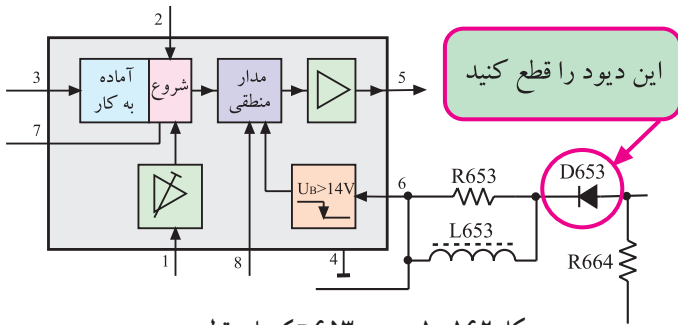 2
این دیود را قطع کنید
آماده
به کار
شروع
مدار
منطقی
3
5
7
R653
D653
UB>14V
6
L653
R664
1
8
4